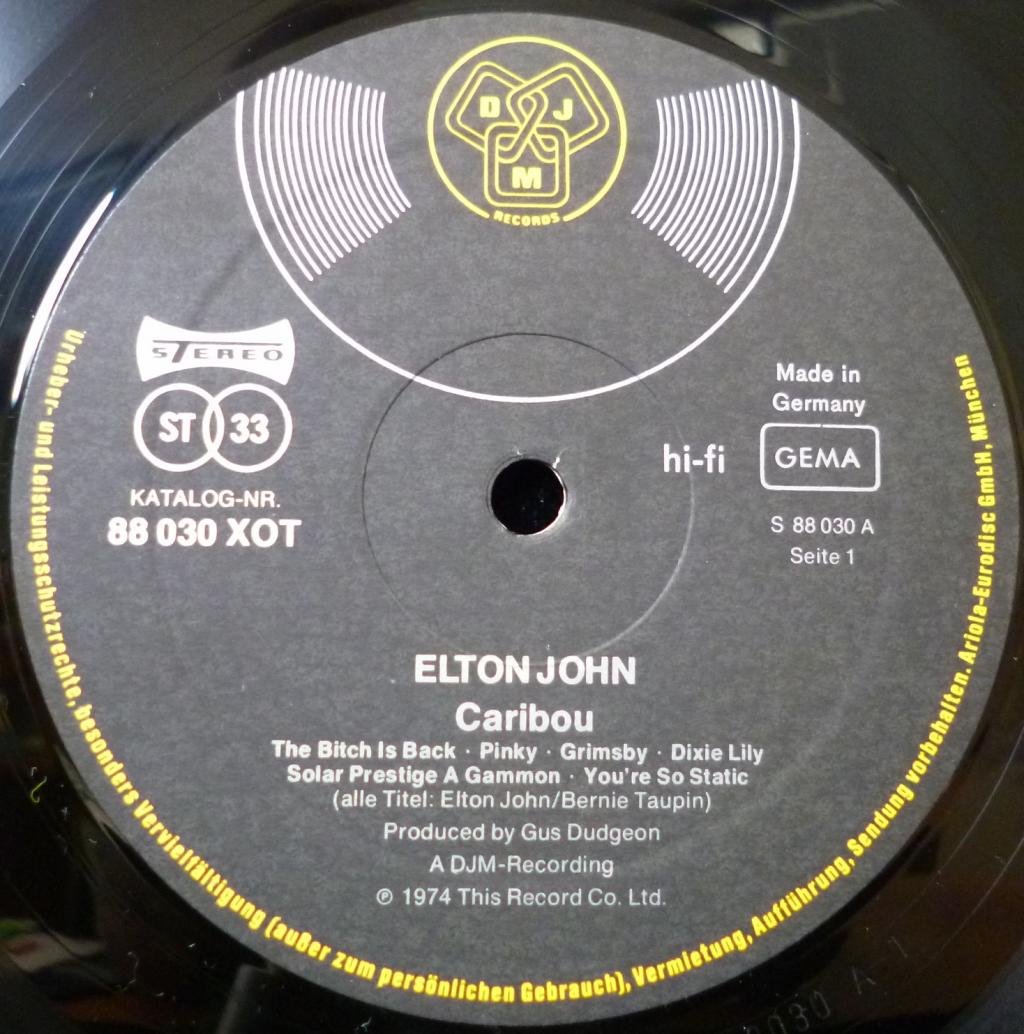 D J
M
RECORDS
STEREO
ST 33
KATALOG-NR.
88 030 XOT
Made in
Germany
hi-fi
GEMA
S 88 030 A
Seite 1
ELTON JOHN
Caribou
The Bitch Is Back · Pinky · Grimsby · Dixie Lily
Solar Prestige A Gammon · You're So Static
(alle Titel: Elton John/Bernie Taupin)
Produced by Gus Dudgeon
A DJM-Recording
℗ 1974 This Record Co. Ltd.
Urheber- und Leistungsschutzrechte, besonders Vervielfältigung (außer zum persönlichen Gebrauch), Vermietung, Aufführung, Sendung vorbehalten. Ariola-Eurodisc GmbH, München